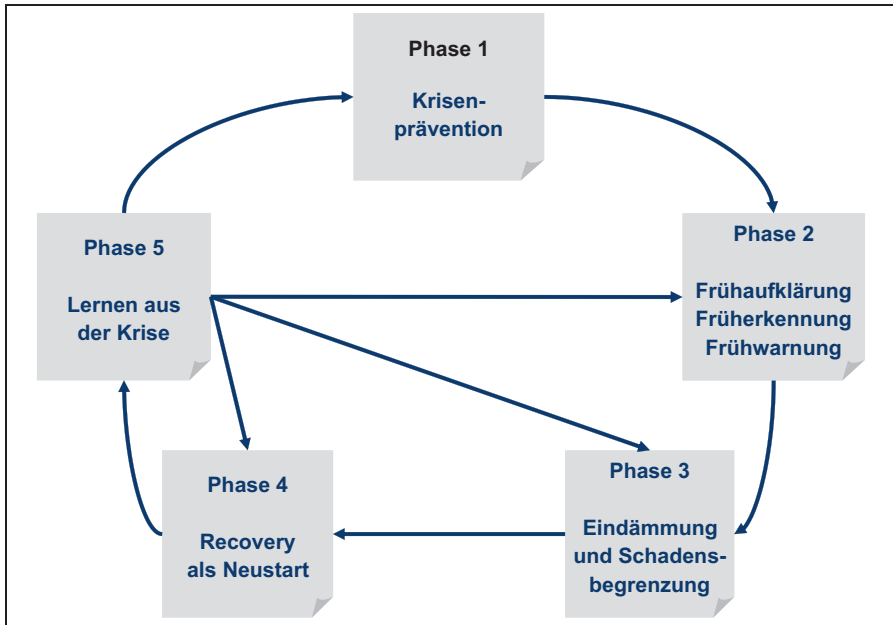 Phase 1
Krisen-
prävention
Phase 2
Frühaufklärung
Früherkennung
Frühwarnung
Phase 3
Eindämmung
und Schadens-
begrenzung
Phase 4
Recovery
als Neustart
Phase 5
Lernen aus
der Krise